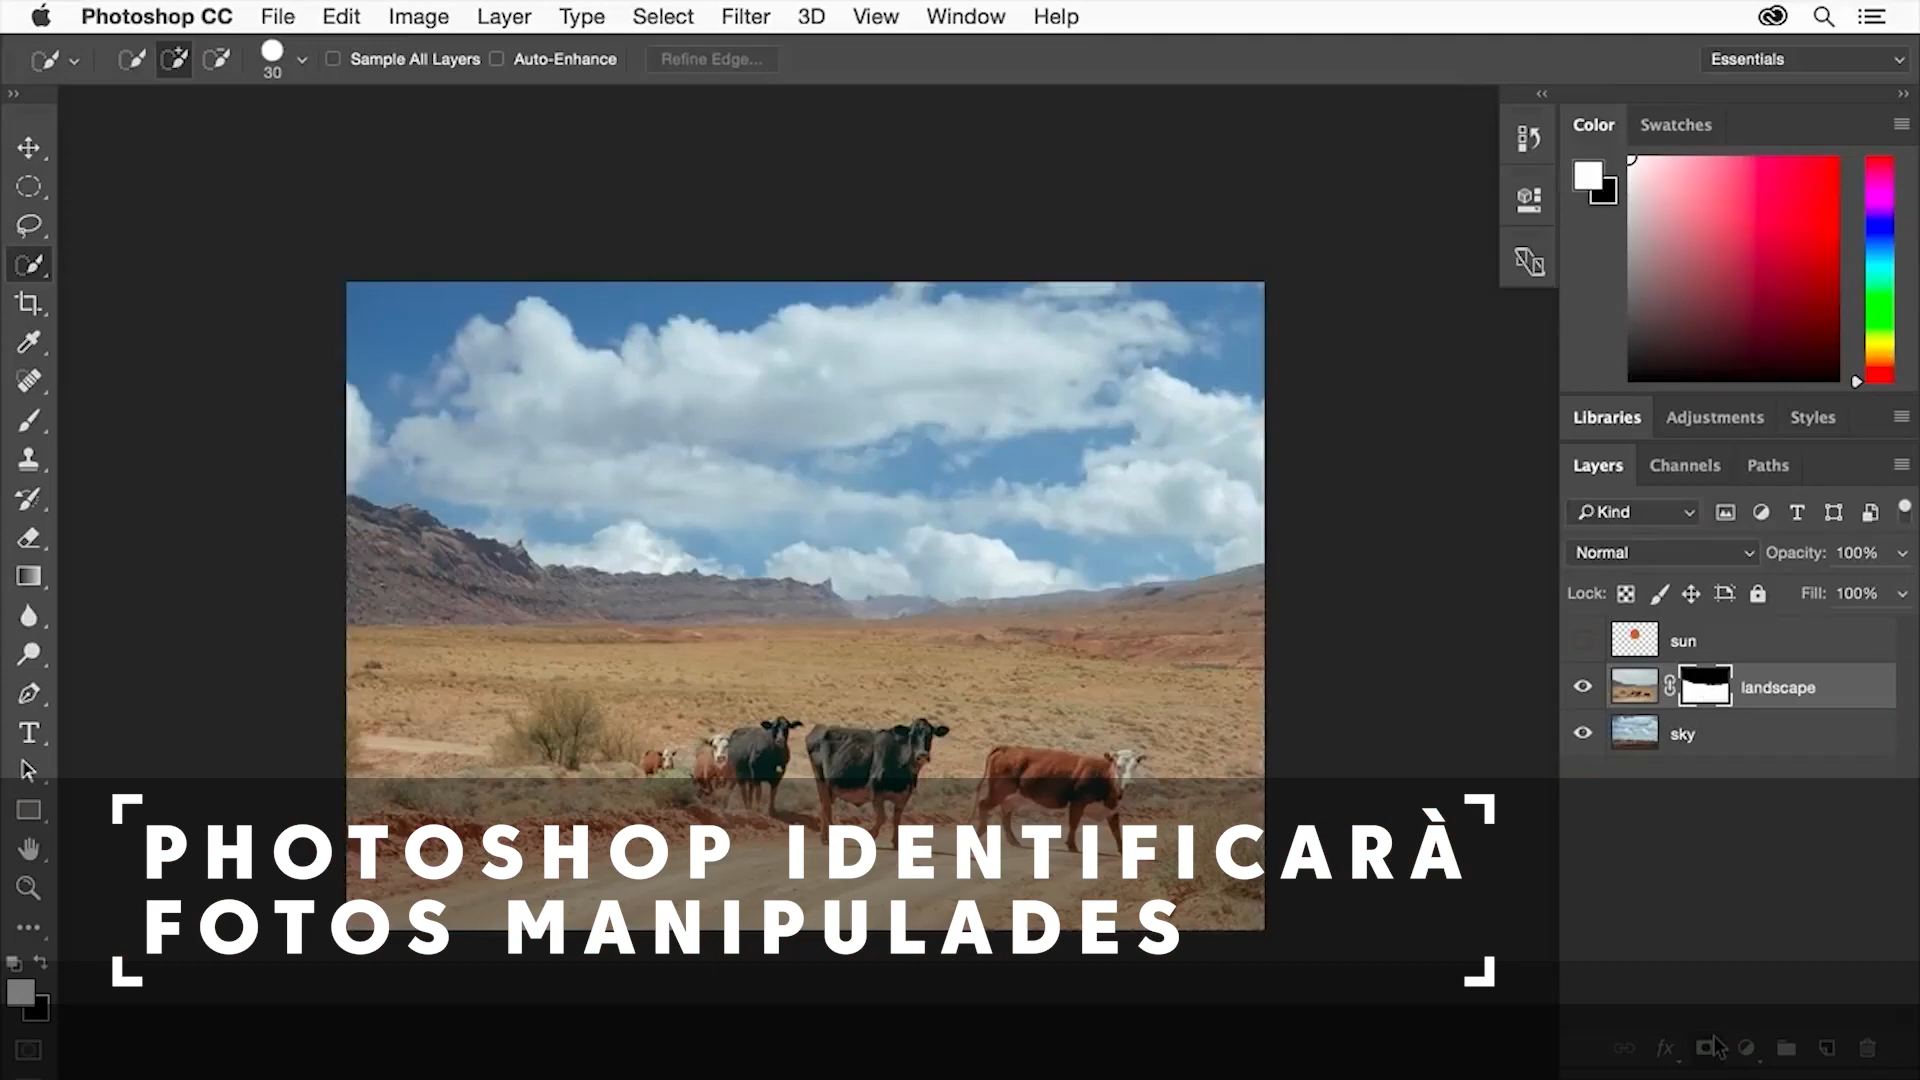 Photoshop CC File Edit Image Layer Type Select Filter 3D View Window Help
30 Sample All Layers Auto-Enhance Refine Edge... Essentials
Color Swatches
Libraries Adjustments Styles
Layers Channels Paths
Kind
Normal Opacity: 100%
Lock: Fill: 100%
sun
landscape
sky
PHOTOSHOP IDENTIFICARÀ
FOTOS MANIPULADES
fx